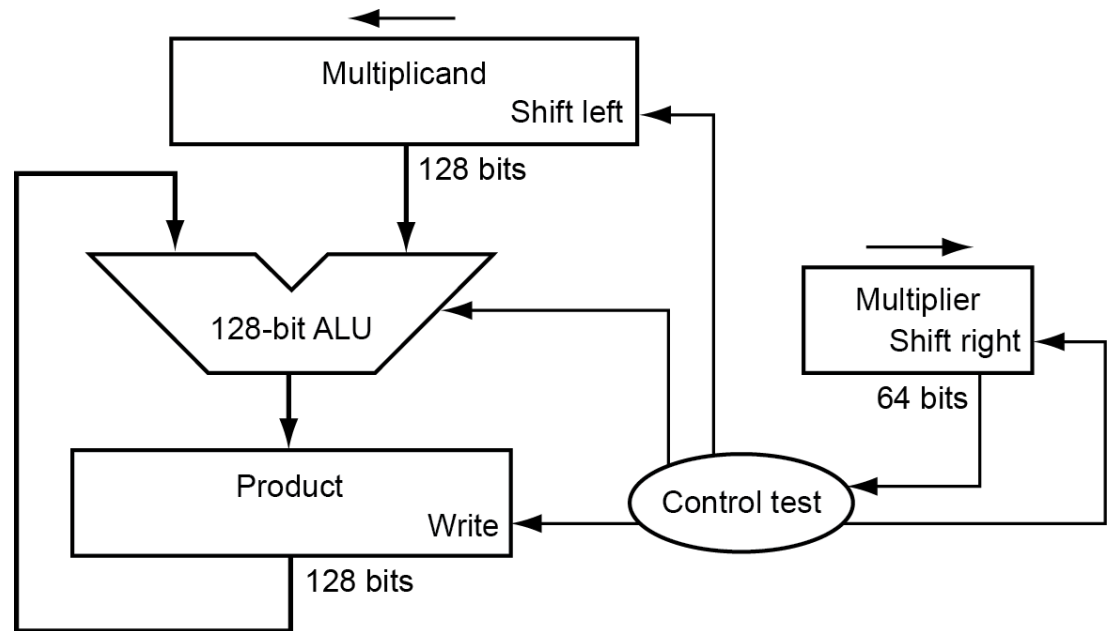 Multiplicand
Shift left
128 bits
128-bit ALU
Multiplier
Shift right
64 bits
Product
Write
Control test
128 bits